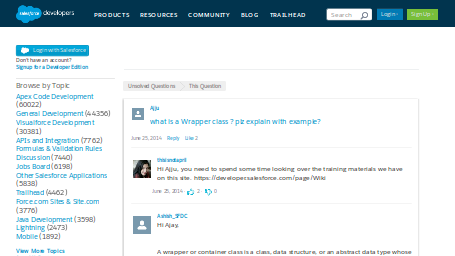 salesforce developers
PRODUCTS RESOURCES COMMUNITY BLOG TRAILHEAD
Search
Login
Sign Up
Login with Salesforce
Don't have an account?
Signup for a Developer Edition
Browse by Topic
Apex Code Development
(60022)
General Development (44356)
Visualforce Development
(30381)
APIs and Integration (7762)
Formulas & Validation Rules
Discussion (7440)
Jobs Board (6198)
Other Salesforce Applications
(5838)
Trailhead (4462)
Force.com Sites & Site.com
(3776)
Java Development (3598)
Lightning (2473)
Mobile (1892)
View More Topics
Unsolved Questions This Question
Ajju
what is a Wrapper class ? plz explain with example?
June 25, 2014 · Reply · Like 2
thisisndapril
Hi Ajju, you need to spend some time looking over the training materials we have
on this site. https://developer.salesforce.com/page/Wiki
June 25, 2014 · 2 · 0
Ashish_SFDC
Hi Ajay,
A wrapper or container class is a class, data structure, or an abstract data type whose